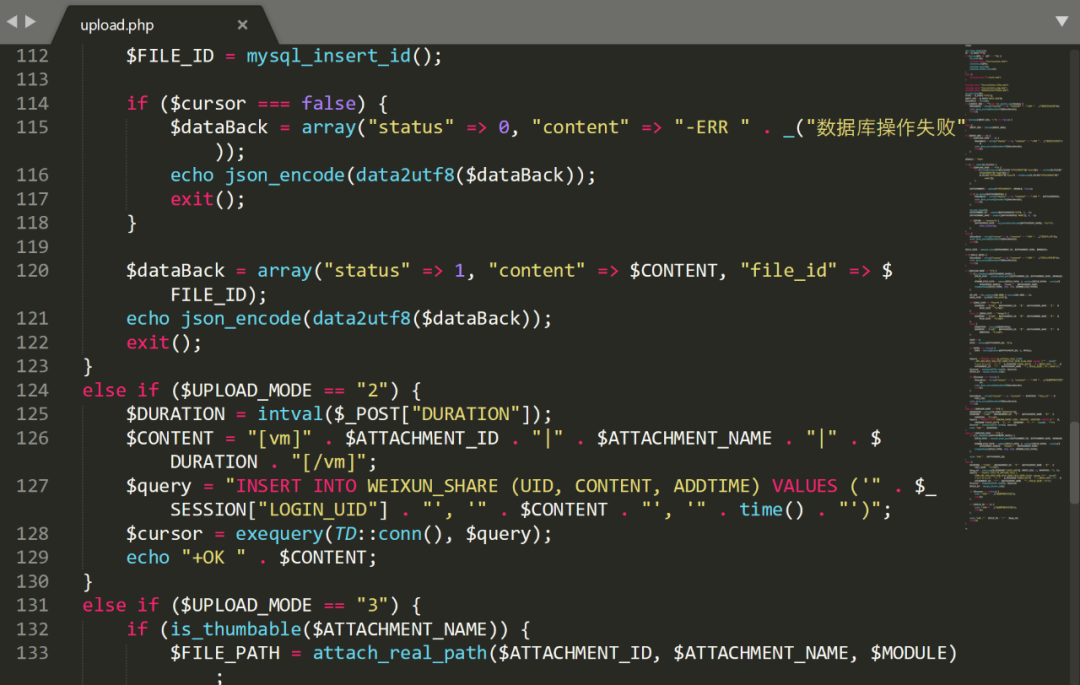 upload.php
112 $FILE_ID = mysql_insert_id();
113
114 if ($cursor === false) {
115 $dataBack = array("status" => 0, "content" => "-ERR " . _("数据库操作失败"
));
116 echo json_encode(data2utf8($dataBack));
117 exit();
118 }
119
120 $dataBack = array("status" => 1, "content" => $CONTENT, "file_id" => $
FILE_ID);
121 echo json_encode(data2utf8($dataBack));
122 exit();
123 }
124 else if ($UPLOAD_MODE == "2") {
125 $DURATION = intval($_POST["DURATION"]);
126 $CONTENT = "[vm]" . $ATTACHMENT_ID . "|" . $ATTACHMENT_NAME . "|" . $
DURATION . "[/vm]";
127 $query = "INSERT INTO WEIXUN_SHARE (UID, CONTENT, ADDTIME) VALUES ('" . $_
SESSION["LOGIN_UID"] . "', '" . $CONTENT . "', '" . time() . "')";
128 $cursor = exequery(TD::conn(), $query);
129 echo "+OK " . $CONTENT;
130 }
131 else if ($UPLOAD_MODE == "3") {
132 if (is_thumbable($ATTACHMENT_NAME)) {
133 $FILE_PATH = attach_real_path($ATTACHMENT_ID, $ATTACHMENT_NAME, $MODULE)
;